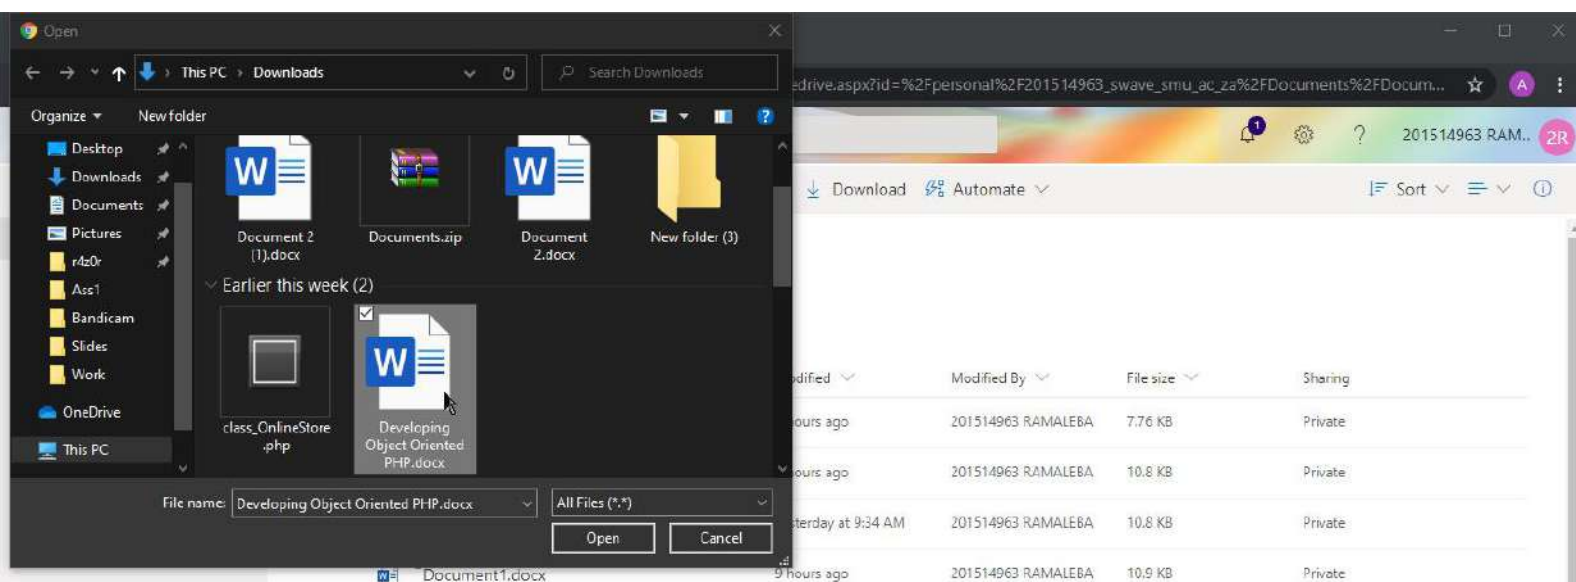 Open
This PC > Downloads
Search Downloads
edrive.aspx?id=%2Fpersonal%2F201514963_swave_smu_ac_za%2FDocuments%2FDocum...
A
Organize
New folder
1
?
201514963 RAM..
2R
Desktop
Downloads
Documents
Pictures
r4z0r
Ass1
Bandicam
Slides
Work
OneDrive
This PC
Document 2
(1).docx
Documents.zip
Document
2.docx
New folder (3)
Earlier this week (2)
class_OnlineStore
.php
Developing
Object Oriented
PHP.docx
File name: Developing Object Oriented PHP.docx
All Files (*.*)
Open
Cancel
Download
Automate
Sort
dified
Modified By
File size
Sharing
ours ago
201514963 RAMALEBA
7.76 KB
Private
ours ago
201514963 RAMALEBA
10.8 KB
Private
sterday at 9:34 AM
201514963 RAMALEBA
10.8 KB
Private
Document1.docx
9 hours ago
201514963 RAMALEBA
10.9 KB
Private